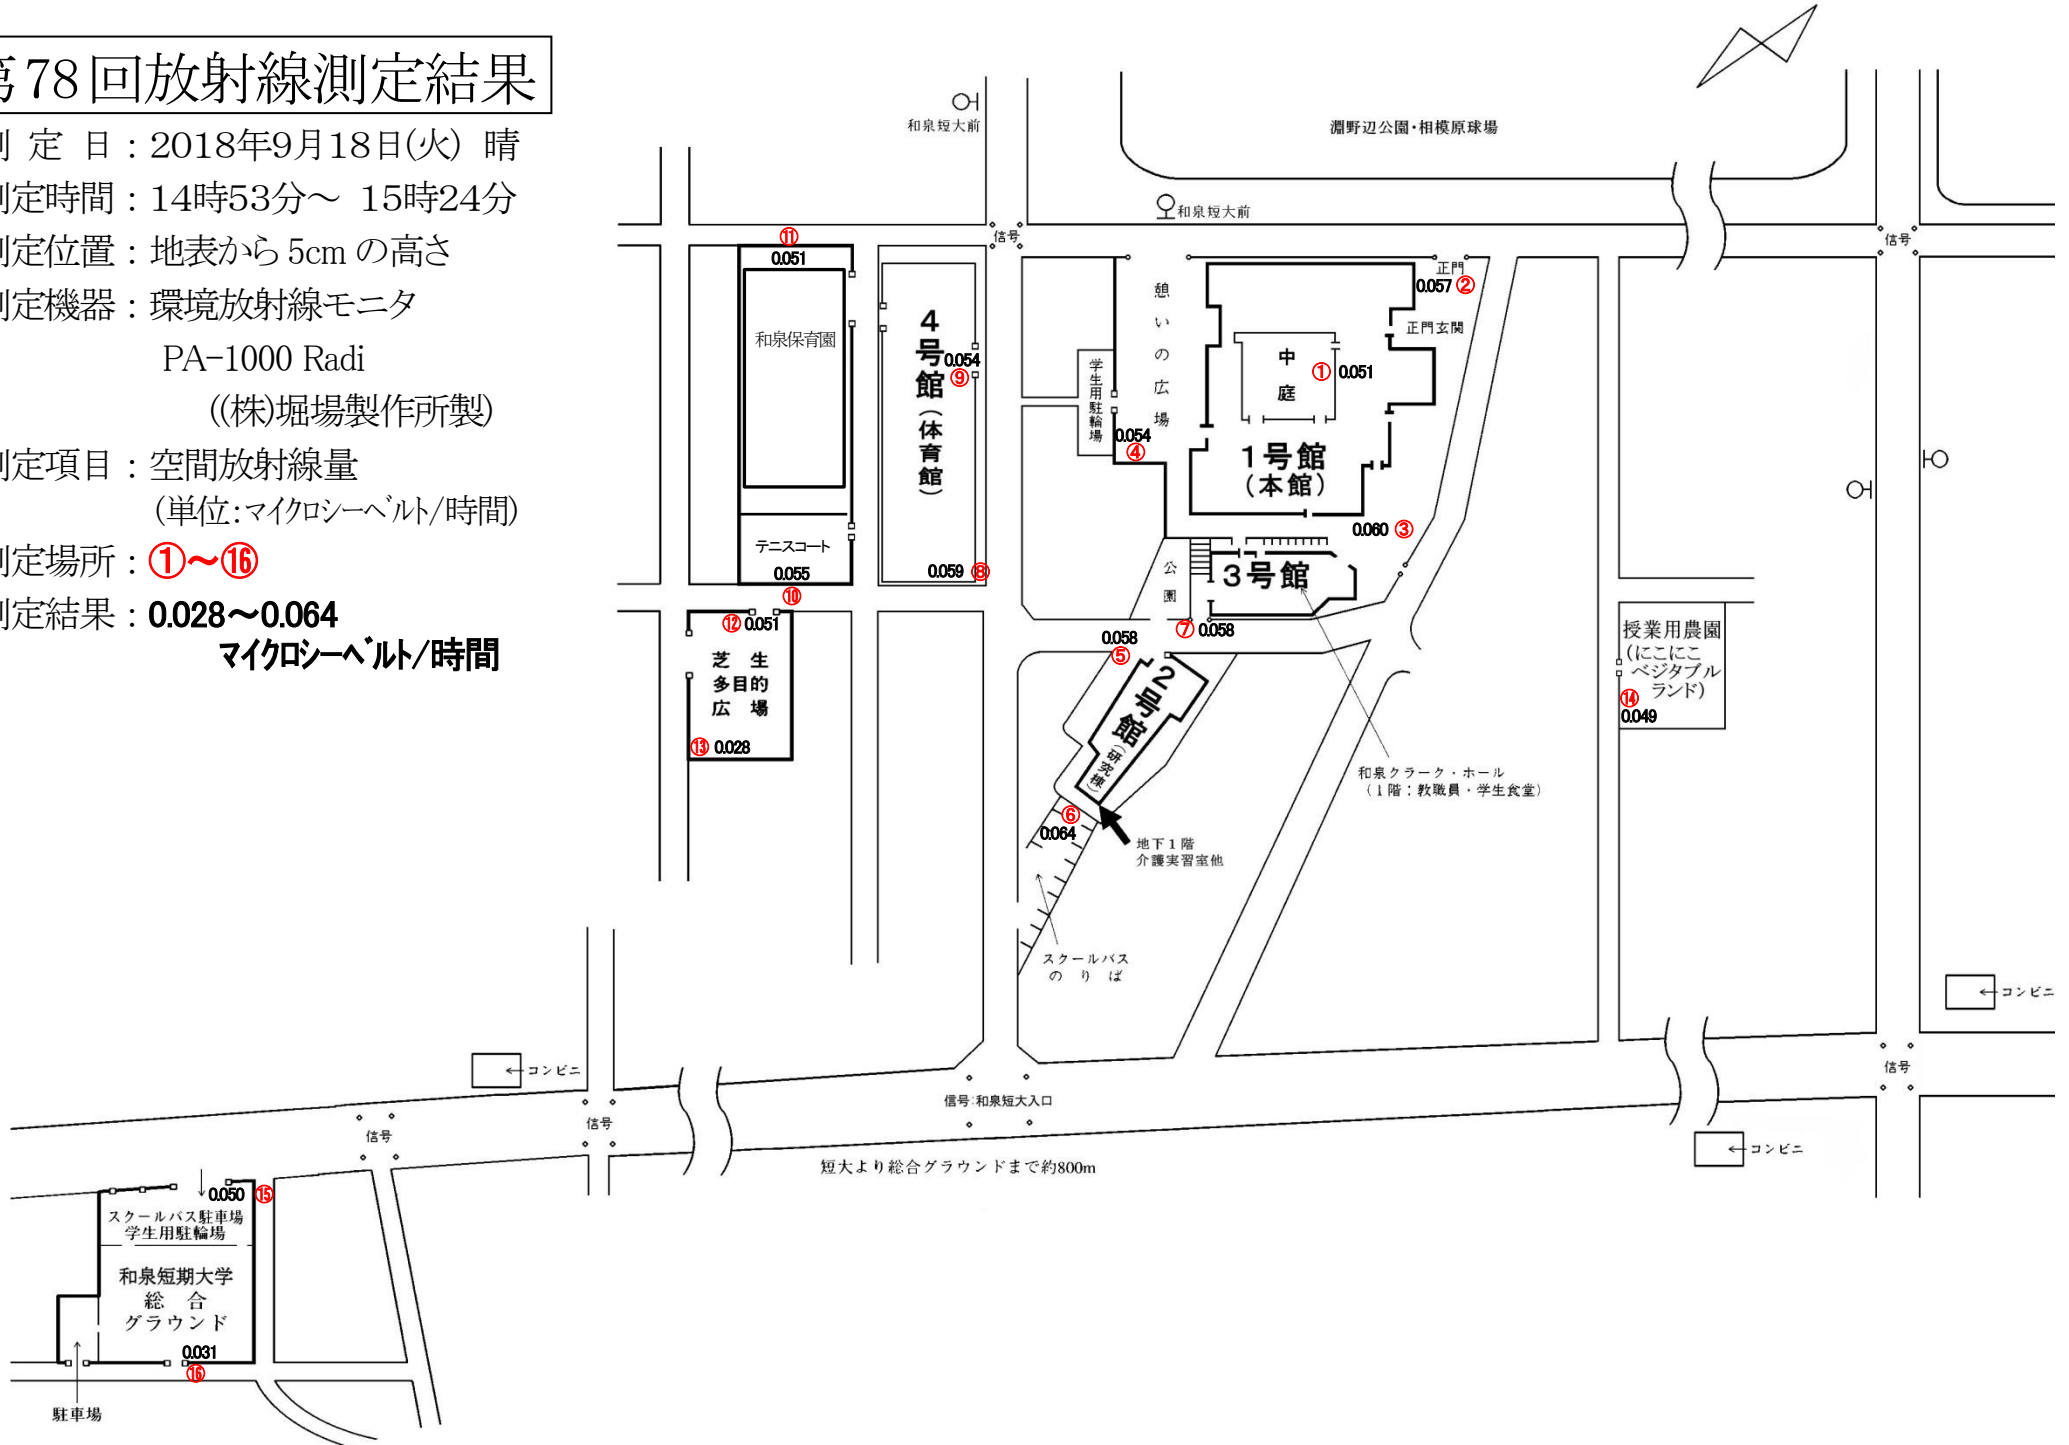 第78回放射線測定結果
測 定 日：2018年9月18日(火) 晴
測定時間：14時53分～ 15時24分
測定位置：地表から5cmの高さ
測定機器：環境放射線モニタ
PA-1000 Radi
((株)堀場製作所製)
測定項目：空間放射線量
(単位:マイクロシーベルト/時間)
測定場所：①～⑯
測定結果：0.028～0.064
マイクロシーベルト/時間
和泉短大前
淵野辺公園・相模原球場
和泉短大前
信号
信号
⑪
0.051
和泉保育園
テニスコート
0.055
⑩
4号館（体育館）
0.054
⑨
0.059 ⑧
憩いの広場
学生用駐輪場
0.054
④
正門
0.057 ②
正門玄関
中庭
① 0.051
1号館
（本館）
0.060 ③
公園
3号館
⑦ 0.058
0.058
⑤
2号館（研究棟）
⑥
0.064
地下1階
介護実習室他
スクールバス
のりば
和泉クラーク・ホール
（1階：教職員・学生食堂）
⑫ 0.051
芝生
多目的
広場
⑬ 0.028
授業用農園
(にこにこ
ベジタブル
ランド)
⑭
0.049
←コンビニ
←コンビニ
←コンビニ
信号
信号
信号
信号:和泉短大入口
短大より総合グラウンドまで約800m
0.050 ⑮
スクールバス駐車場
学生用駐輪場
和泉短期大学
総合
グラウンド
0.031
⑯
駐車場